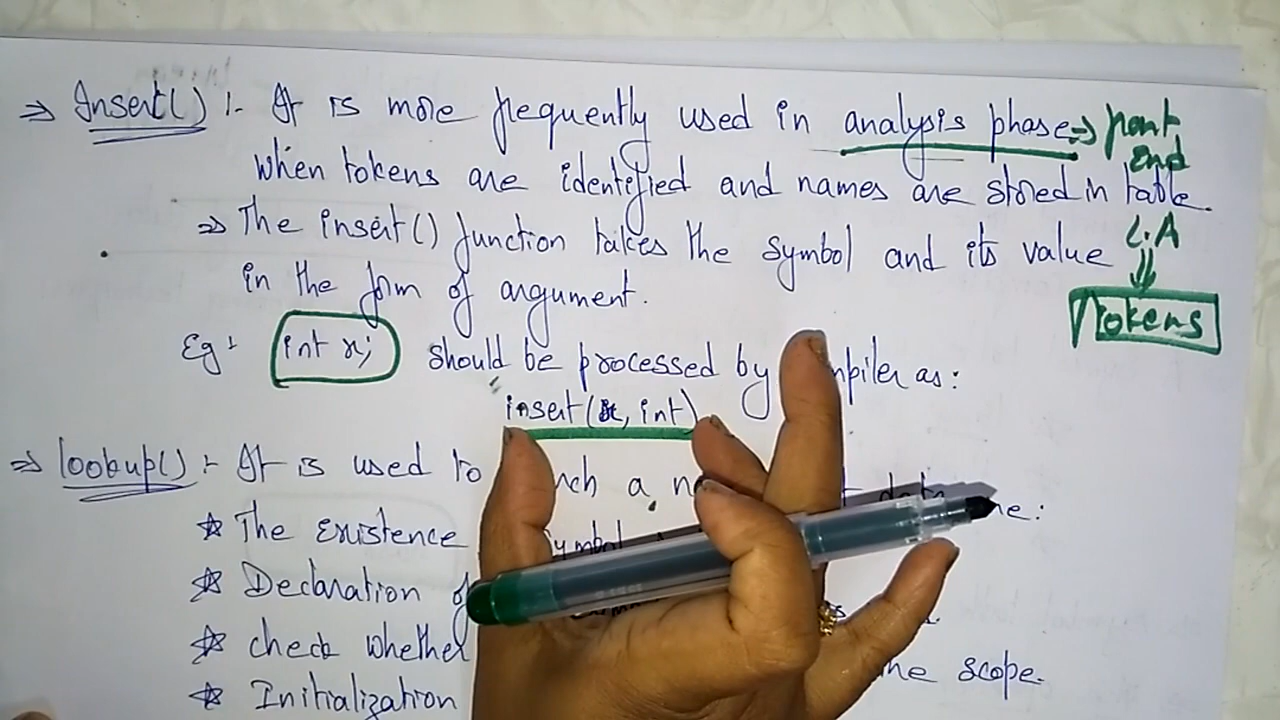 ⇒ Insert() :- It is more frequently used in analysis phase ⇒ front end
when tokens are identified and names are stored in table.
⇒ The insert() function takes the symbol and its value
in the form of argument.
L.A
⇓
tokens
Eg: int x; should be processed by as:
insert(x, int)
⇒ lookup() :- It is used to a
☆ The Existence
☆ Declaration
☆ check whether scope.
☆ Initialization